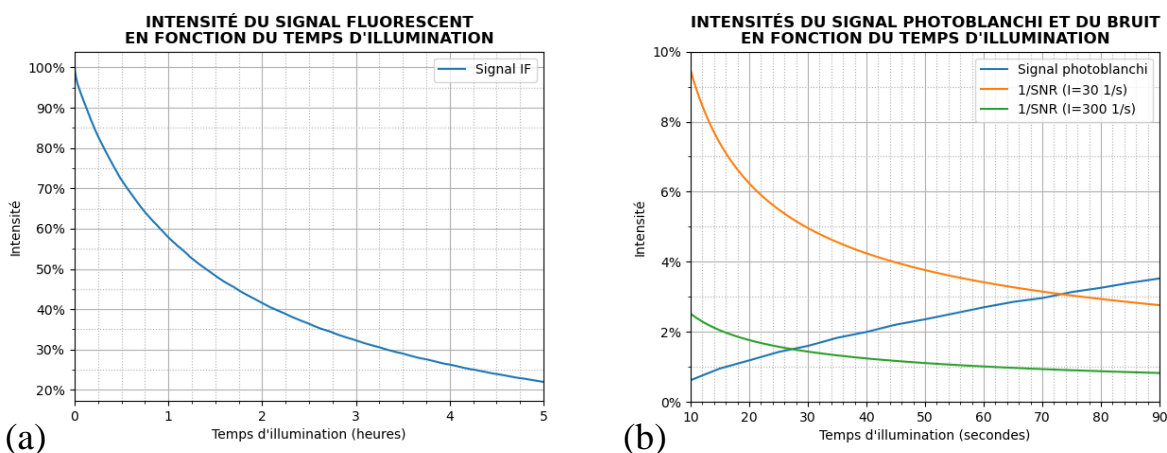 INTENSITÉ DU SIGNAL FLUORESCENT
EN FONCTION DU TEMPS D'ILLUMINATION
100%
90%
80%
70%
60%
50%
40%
30%
20%
Intensité
Signal IF
0
1
2
3
4
5
Temps d'illumination (heures)
(a)
INTENSITÉS DU SIGNAL PHOTOBLANCHI ET DU BRUIT
EN FONCTION DU TEMPS D'ILLUMINATION
10%
8%
6%
4%
2%
0%
Intensité
Signal photoblanchi
1/SNR (I=30 1/s)
1/SNR (I=300 1/s)
10
20
30
40
50
60
70
80
90
Temps d'illumination (secondes)
(b)